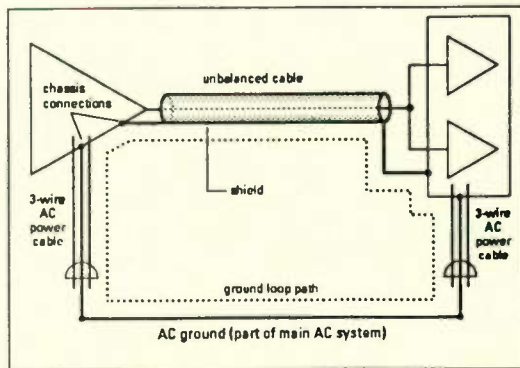 unbalanced cable
chassis
connections
shield
3-wire
AC
power
cable
3-wire
AC
power
cable
ground loop path
AC ground (part of main AC system)